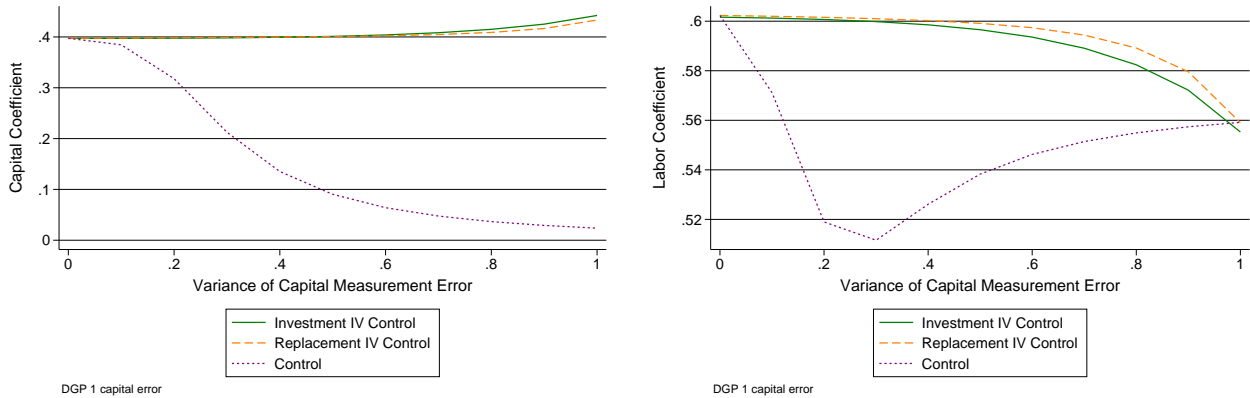 Capital Coefficient
.4
.3
.2
.1
0
0
.2
.4
.6
.8
1
Variance of Capital Measurement Error
Investment IV Control
Replacement IV Control
Control
DGP 1 capital error
Labor Coefficient
.6
.58
.56
.54
.52
0
.2
.4
.6
.8
1
Variance of Capital Measurement Error
Investment IV Control
Replacement IV Control
Control
DGP 1 capital error